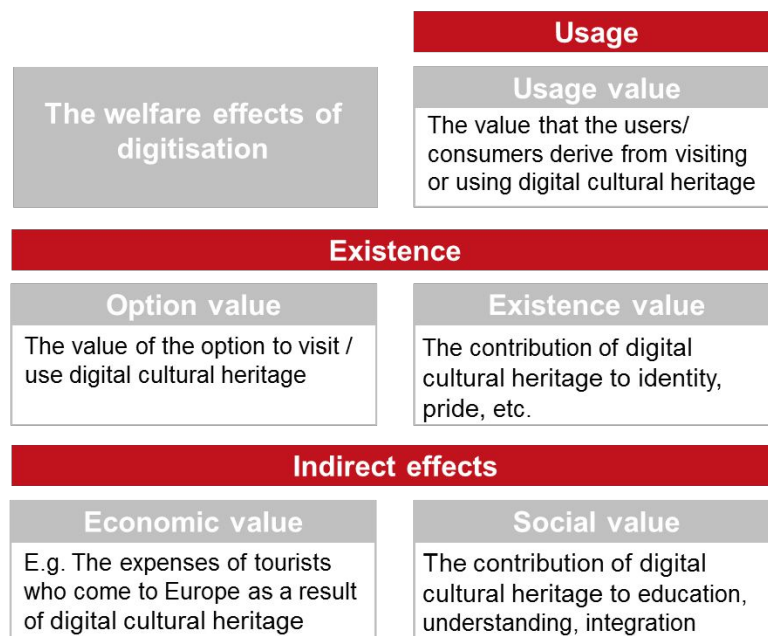 Usage
The welfare effects of
digitisation
Usage value
The value that the users/
consumers derive from visiting
or using digital cultural heritage
Existence
Option value
The value of the option to visit /
use digital cultural heritage
Existence value
The contribution of digital
cultural heritage to identity,
pride, etc.
Indirect effects
Economic value
E.g. The expenses of tourists
who come to Europe as a result
of digital cultural heritage
Social value
The contribution of digital
cultural heritage to education,
understanding, integration